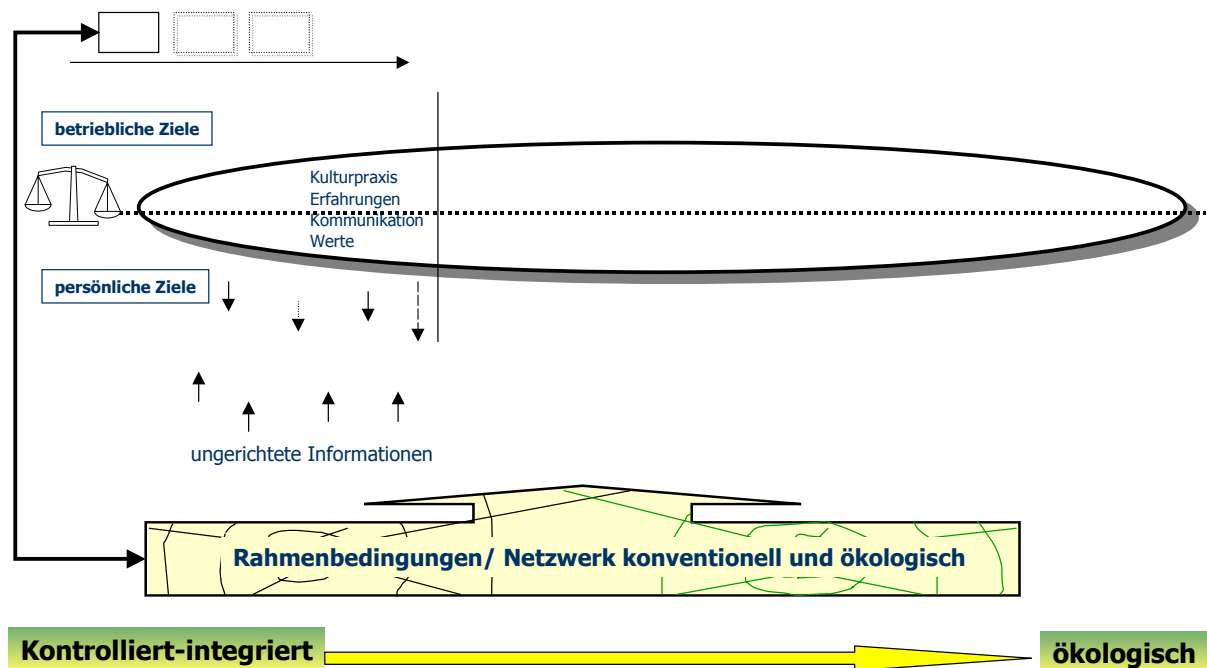 betriebliche Ziele
Kulturpraxis
Erfahrungen
Kommunikation
Werte
persönliche Ziele
ungerichtete Informationen
Rahmenbedingungen/ Netzwerk konventionell und ökologisch
Kontrolliert-integriert
ökologisch